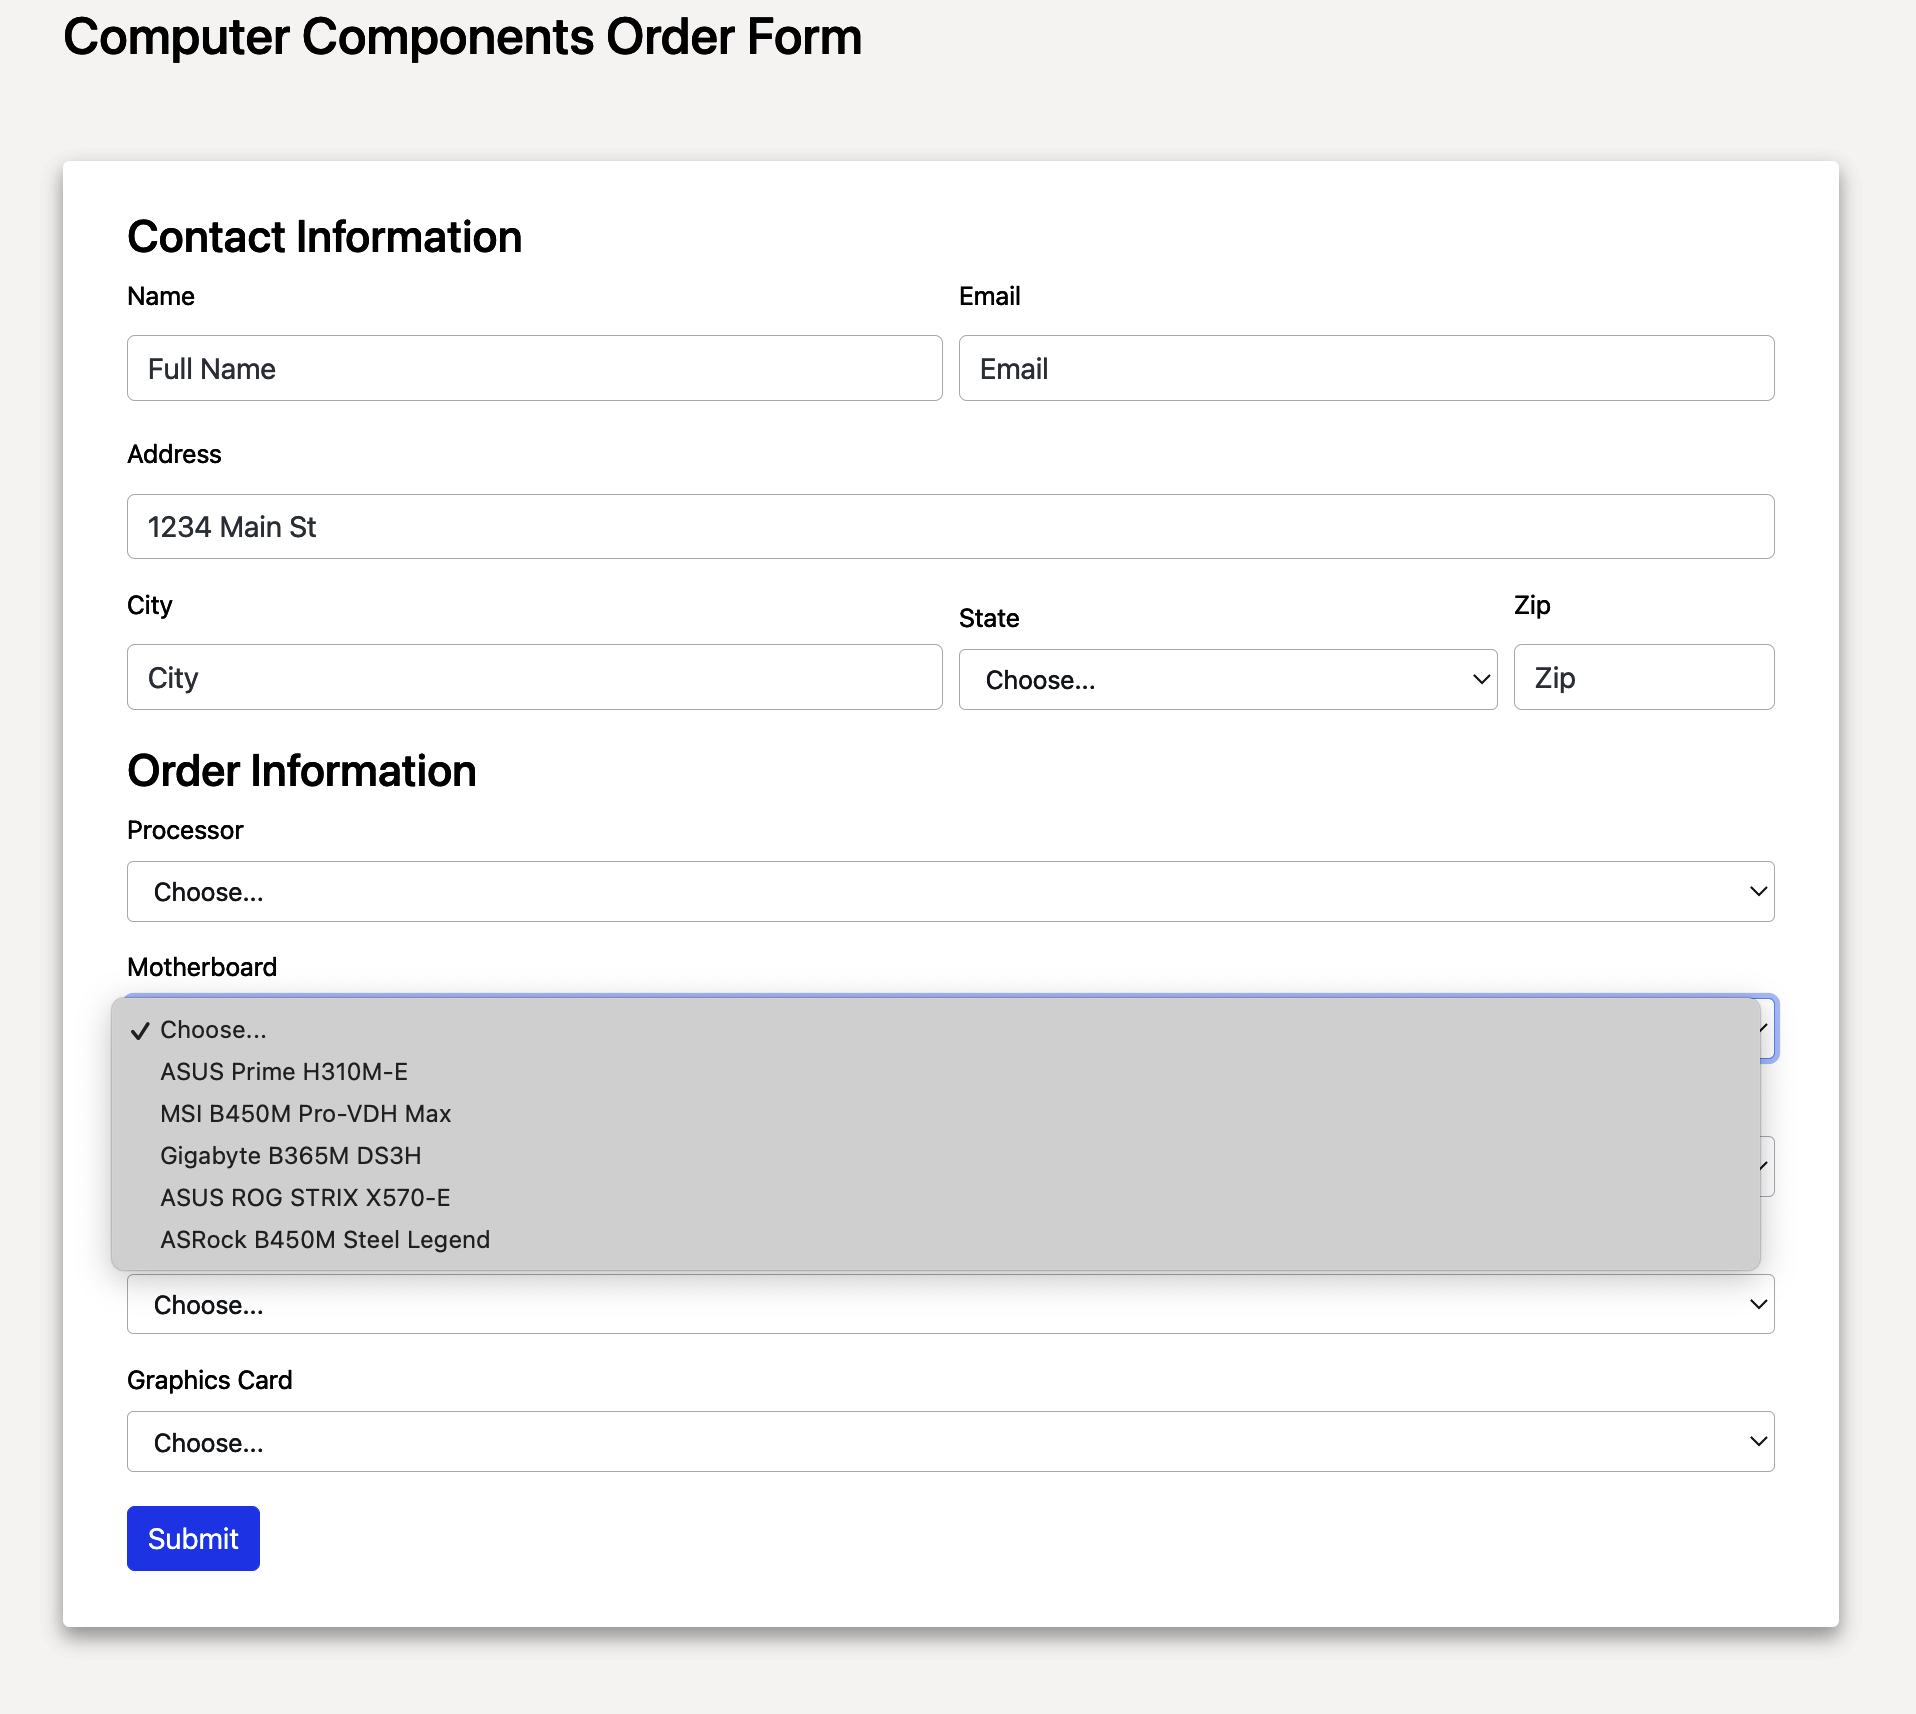 Computer Components Order Form
Contact Information
Name
Email
Full Name
Email
Address
1234 Main St
City
State
Zip
City
Choose...
Zip
Order Information
Processor
Choose...
Motherboard
✓ Choose...
ASUS Prime H310M-E
MSI B450M Pro-VDH Max
Gigabyte B365M DS3H
ASUS ROG STRIX X570-E
ASRock B450M Steel Legend
Choose...
Graphics Card
Choose...
Submit